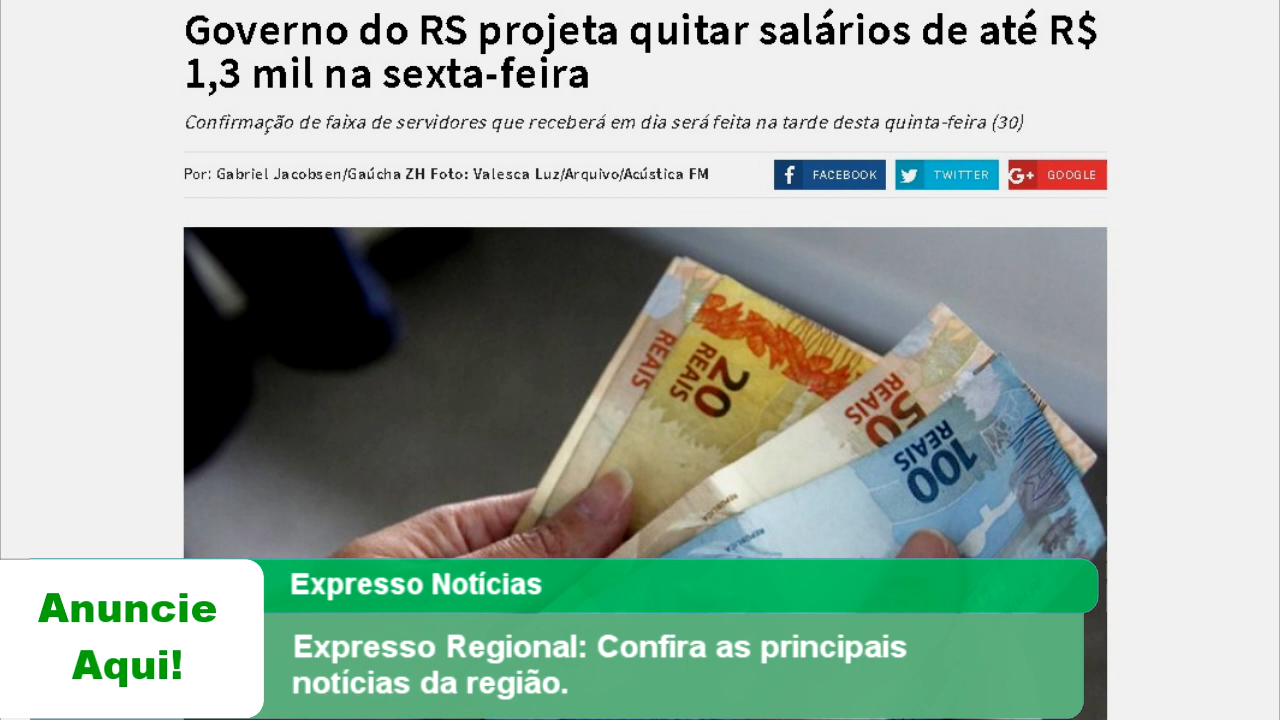 Governo do RS projeta quitar salários de até R$
1,3 mil na sexta-feira
Confirmação de faixa de servidores que receberá em dia será feita na tarde desta quinta-feira (30)
Por: Gabriel Jacobsen/Gaúcha ZH Foto: Valesca Luz/Arquivo/Acústica FM
FACEBOOK
TWITTER
G+ GOOGLE
REAIS
20
REAIS
50
REAIS
100
REAIS
Anuncie
Aqui!
Expresso Notícias
Expresso Regional: Confira as principais
notícias da região.